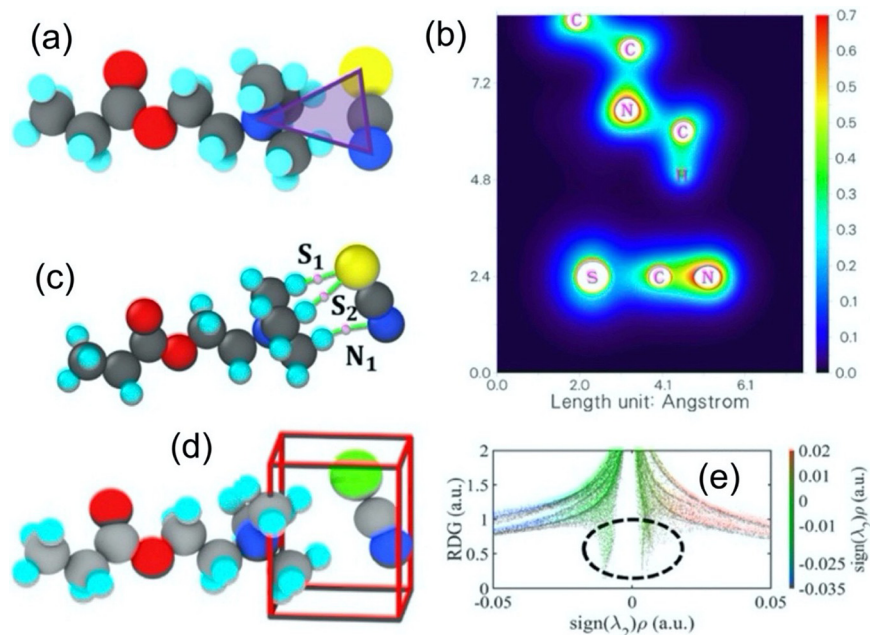 (a)
(b)
C
C
N
C
H
S C N
7.2
4.8
2.4
0.0
0.0 2.0 4.1 6.1
Length unit: Angstrom
0.7
0.6
0.5
0.5
0.4
0.3
0.2
0.1
0.1
0.0
(c)
S1
S2
N1
(d)
(e)
2
1.5
1
0.5
0
RDG (a.u.)
-0.05 0 0.05
sign(λ2)ρ (a.u.)
0.02
0.01
0
-0.01
-0.025
-0.035
sign(λ2)ρ (a.u.)